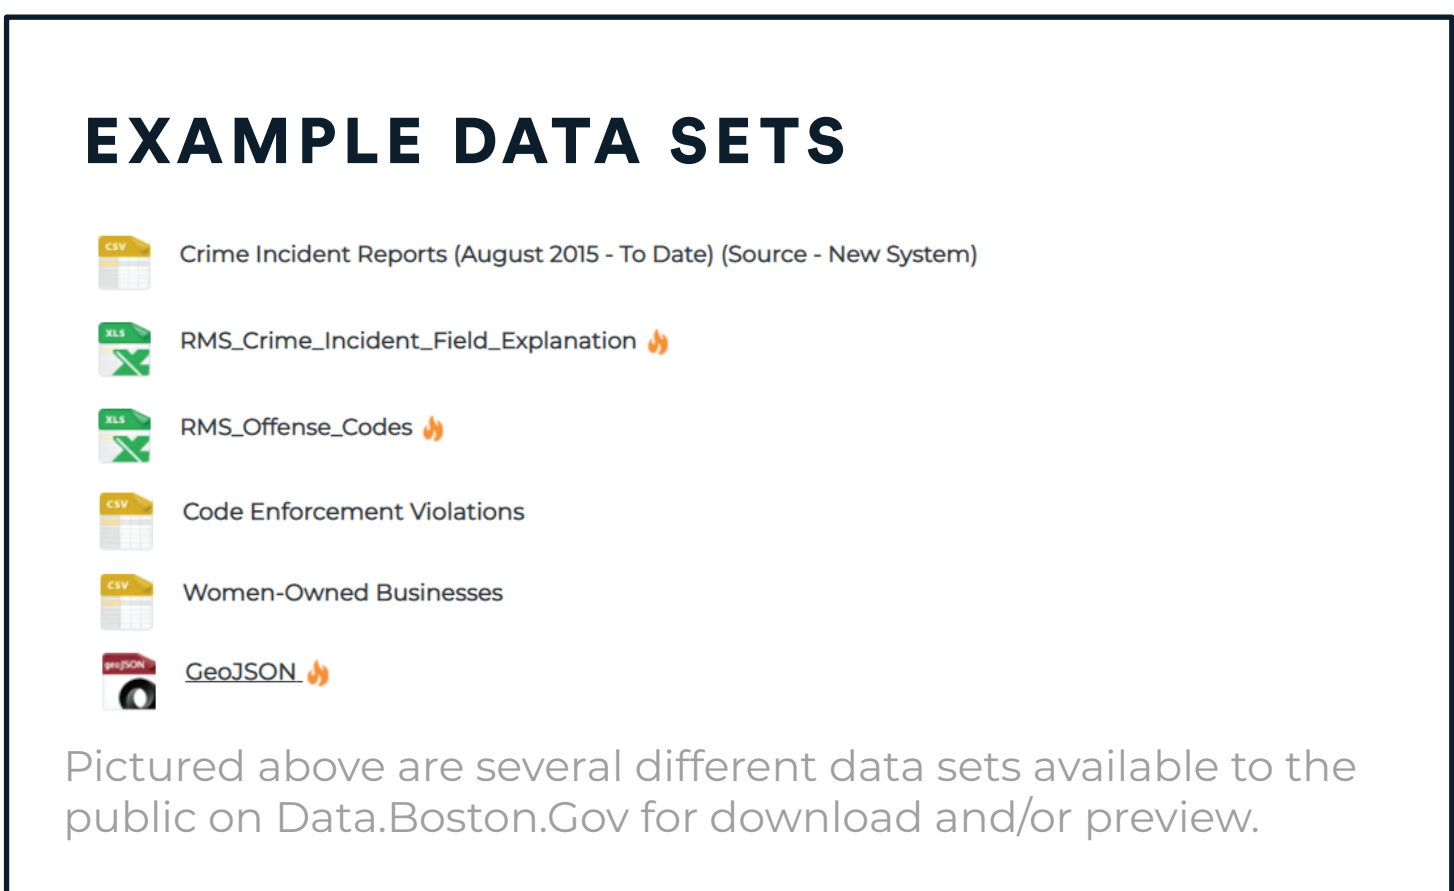 EXAMPLE DATA SETS
CSV
Crime Incident Reports (August 2015 - To Date) (Source - New System)
XLS
RMS_Crime_Incident_Field_Explanation
XLS
RMS_Offense_Codes
CSV
Code Enforcement Violations
CSV
Women-Owned Businesses
geoJSON
GeoJSON
Pictured above are several different data sets available to the
public on Data.Boston.Gov for download and/or preview.